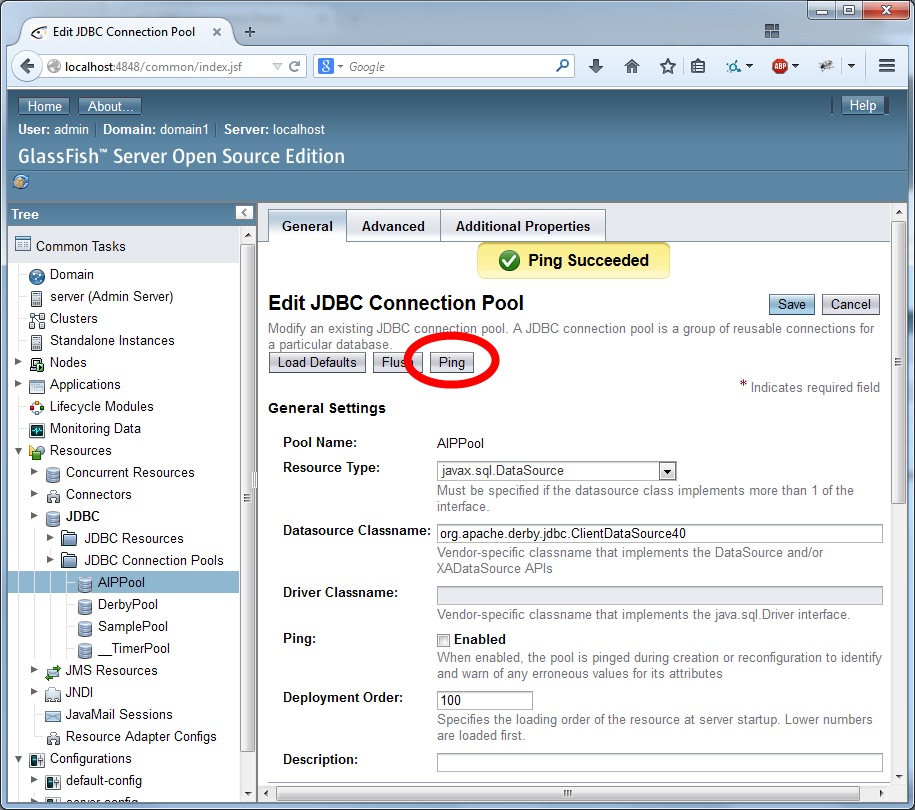 Edit JDBC Connection Pool
localhost:4848/common/index.jsf
Google
ABP
Home About... Help
User: admin Domain: domain1 Server: localhost
GlassFish™ Server Open Source Edition
Tree
Common Tasks
Domain
server (Admin Server)
Clusters
Standalone Instances
Nodes
Applications
Lifecycle Modules
Monitoring Data
Resources
Concurrent Resources
Connectors
JDBC
JDBC Resources
JDBC Connection Pools
AIPPool
DerbyPool
SamplePool
__TimerPool
JMS Resources
JNDI
JavaMail Sessions
Resource Adapter Configs
Configurations
default-config
server-config
General Advanced Additional Properties
Ping Succeeded
Edit JDBC Connection Pool
Save Cancel
Modify an existing JDBC connection pool. A JDBC connection pool is a group of reusable connections for
a particular database.
Load Defaults Flush Ping
* Indicates required field
General Settings
Pool Name: AIPPool
Resource Type: javax.sql.DataSource
Must be specified if the datasource class implements more than 1 of the
interface.
Datasource Classname: org.apache.derby.jdbc.ClientDataSource40
Vendor-specific classname that implements the DataSource and/or
XADataSource APIs
Driver Classname:
Vendor-specific classname that implements the java.sql.Driver interface.
Ping: Enabled
When enabled, the pool is pinged during creation or reconfiguration to identify
and warn of any erroneous values for its attributes
Deployment Order: 100
Specifies the loading order of the resource at server startup. Lower numbers
are loaded first.
Description: